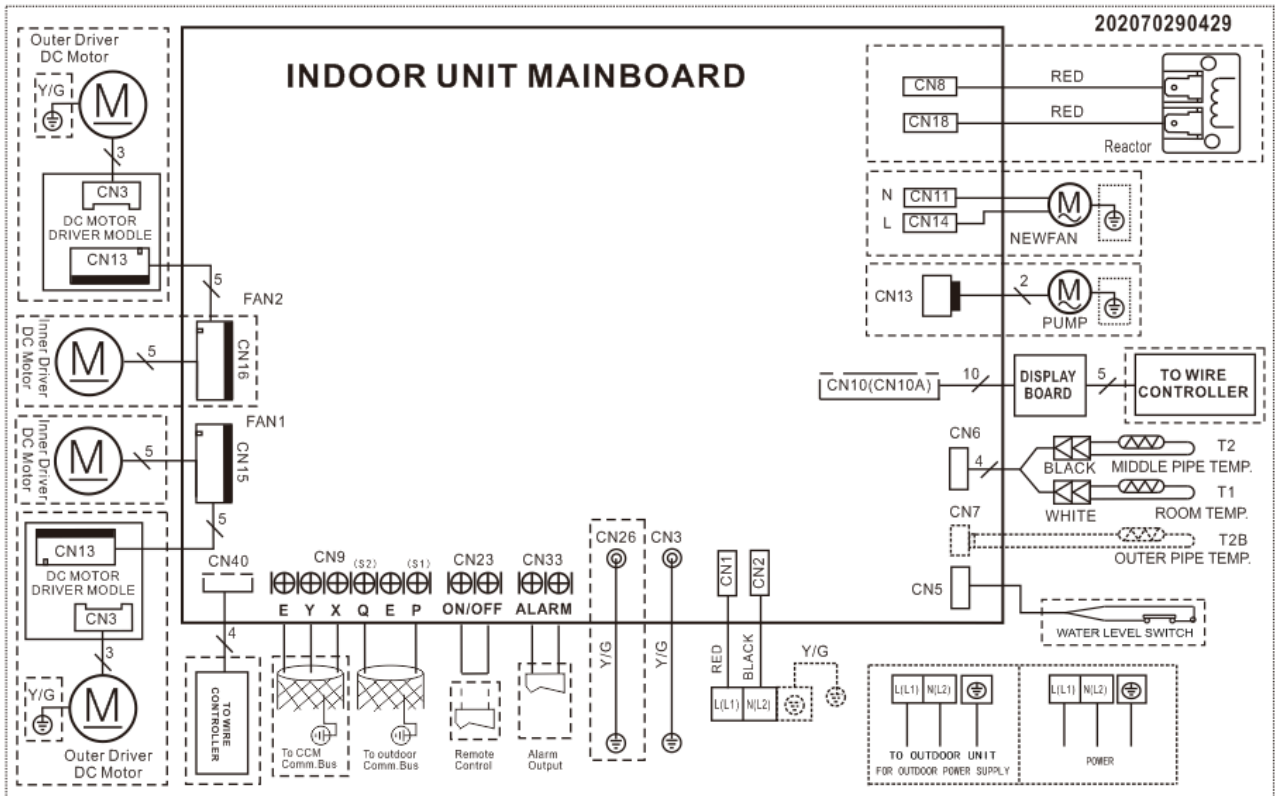 202070290429
INDOOR UNIT MAINBOARD
Outer Driver
DC Motor
Y/G
M
3
CN3
DC MOTOR
DRIVER MODLE
CN13
5
FAN2
Inner Driver
DC Motor
M
5
CN16
FAN1
Inner Driver
DC Motor
M
5
CN15
5
CN13
DC MOTOR
DRIVER MODLE
CN3
3
Y/G
M
Outer Driver
DC Motor
CN40
4
TO WIRE
CONTROLLER
CN9
(S2)
(S1)
E Y X Q E P
To CCM
Comm.Bus
To outdoor
Comm.Bus
CN23
ON/OFF
Remote
Control
CN33
ALARM
Alarm
Output
CN26
Y/G
CN3
Y/G
CN1
CN2
RED
BLACK
Y/G
L(L1) N(L2)
CN8
RED
CN18
RED
Reactor
N CN11
L CN14
M
NEWFAN
CN13
2
M
PUMP
CN10(CN10A)
10
DISPLAY
BOARD
5
TO WIRE
CONTROLLER
CN6
4
BLACK
T2
MIDDLE PIPE TEMP.
WHITE
T1
ROOM TEMP.
CN7
T2B
OUTER PIPE TEMP.
CN5
WATER LEVEL SWITCH
L(L1) N(L2)
TO OUTDOOR UNIT
FOR OUTDOOR POWER SUPPLY
L(L1) N(L2)
POWER